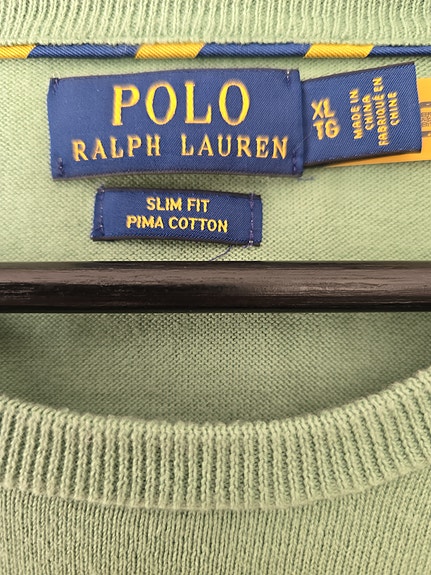 POLO
RALPH LAUREN
XL
TG
MADE IN
CHINA
FABRIQUÉ EN
CHINE
SLIM FIT
PIMA COTTON